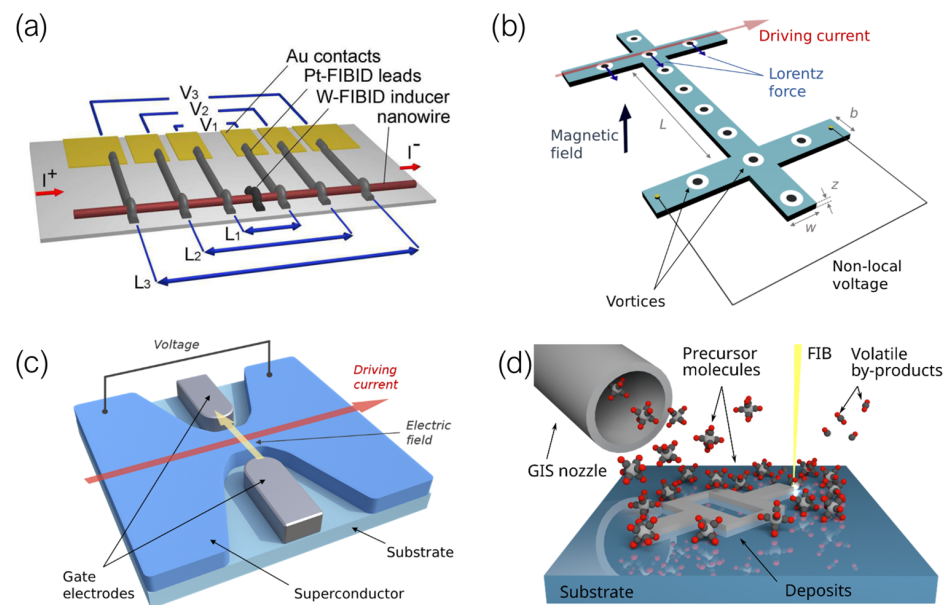 (a)
Au contacts
Pt-FIBID leads
W-FIBID inducer
nanowire
V3
V2
V1
I+
I-
L1
L2
L3
(b)
Driving current
Lorentz
force
Magnetic
field
L
b
z
w
Vortices
Non-local
voltage
(c)
Voltage
Driving
current
Electric
field
Gate
electrodes
Substrate
Superconductor
(d)
Precursor
molecules
FIB
Volatile
by-products
GIS nozzle
Substrate
Deposits